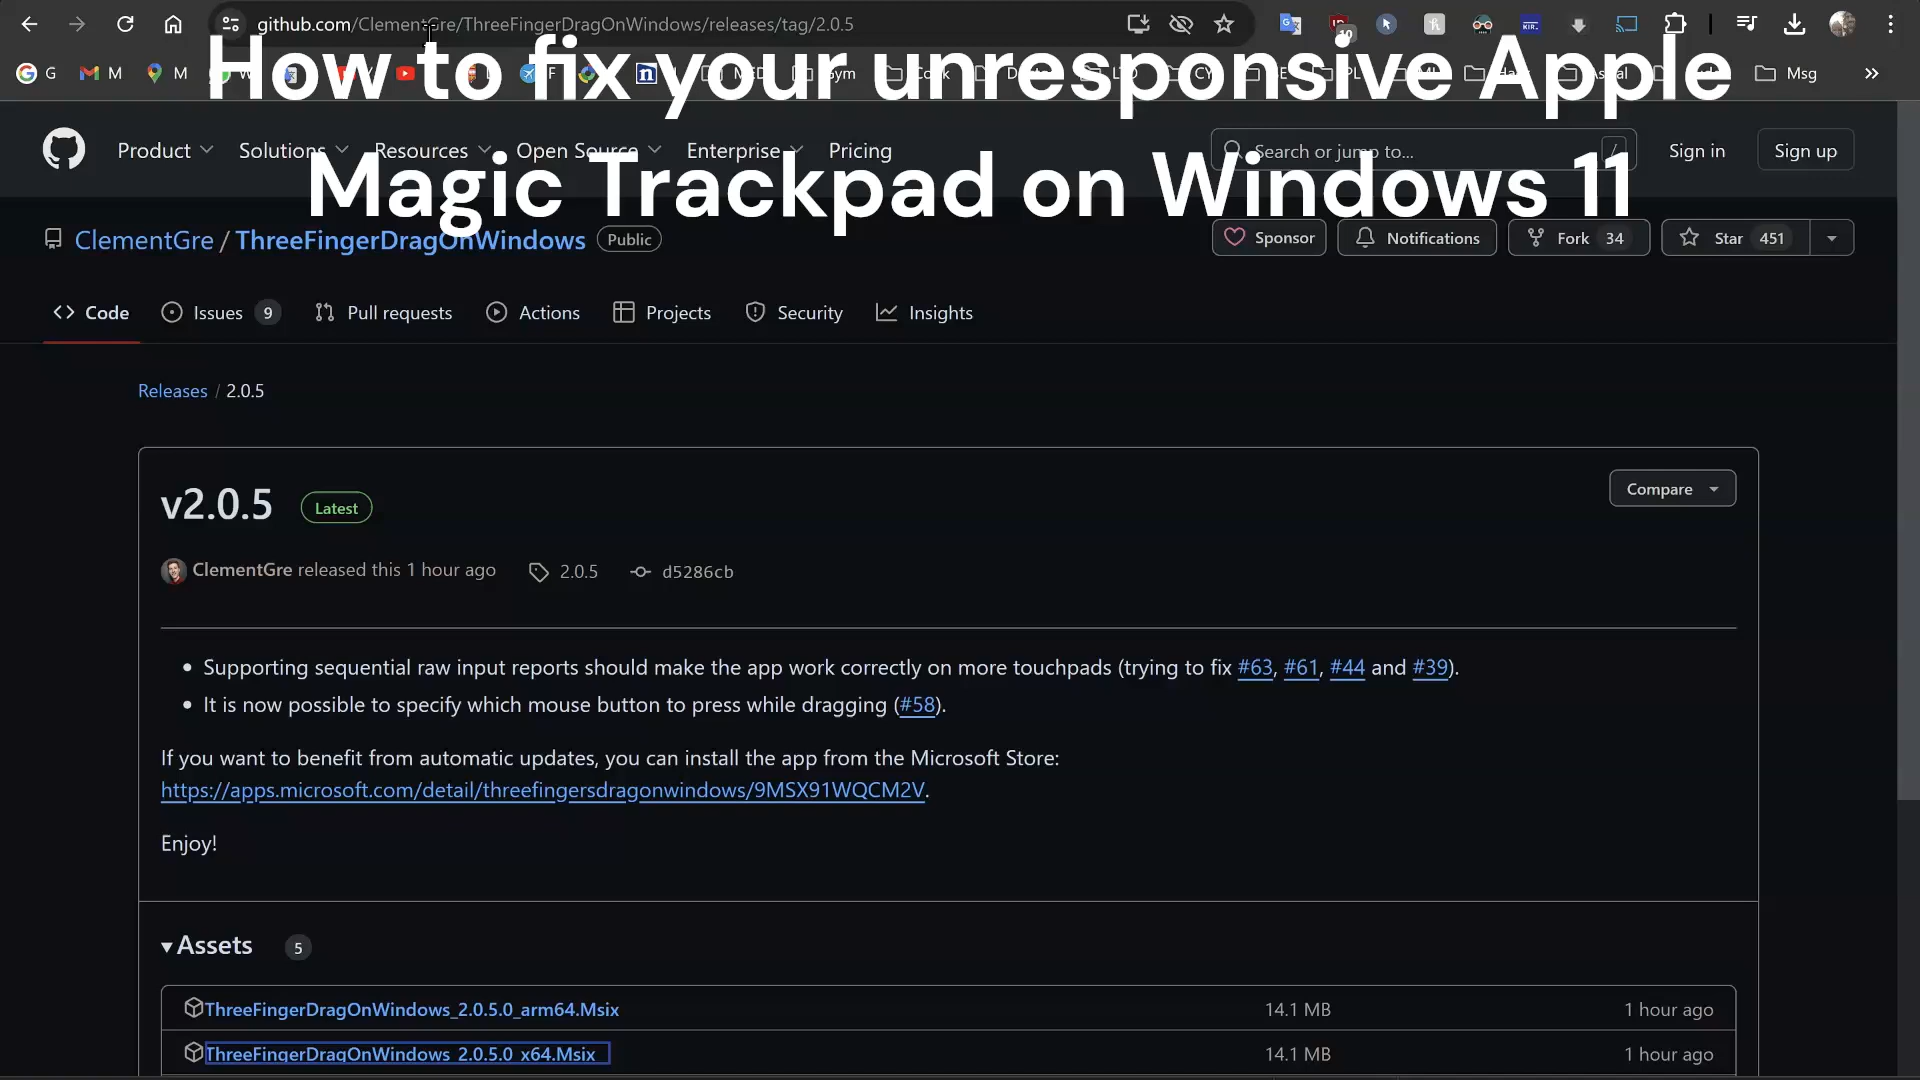 github.com/ClementGre/ThreeFingerDragOnWindows/releases/tag/2.0.5
10
G
M
M
F
n
Gym
Msg
How to fix your unresponsive Apple
Magic Trackpad on Windows 11
Product
Solutions
Resources
Open Source
Enterprise
Pricing
Search or jump to...
/
Sign in
Sign up
ClementGre / ThreeFingerDragOnWindows
Public
Sponsor
Notifications
Fork 34
Star 451
Code
Issues 9
Pull requests
Actions
Projects
Security
Insights
Releases / 2.0.5
v2.0.5
Latest
Compare
ClementGre released this 1 hour ago
2.0.5
d5286cb
Supporting sequential raw input reports should make the app work correctly on more touchpads (trying to fix #63, #61, #44 and #39).
It is now possible to specify which mouse button to press while dragging (#58).
If you want to benefit from automatic updates, you can install the app from the Microsoft Store:
https://apps.microsoft.com/detail/threefingersdragonwindows/9MSX91WQCM2V.
Enjoy!
Assets 5
ThreeFingerDragOnWindows_2.0.5.0_arm64.Msix
14.1 MB
1 hour ago
ThreeFingerDragOnWindows_2.0.5.0_x64.Msix
14.1 MB
1 hour ago